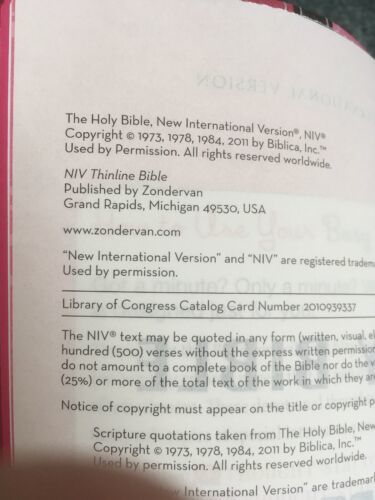 The Holy Bible, New International Version®, NIV®
Copyright © 1973, 1978, 1984, 2011 by Biblica, Inc.™
Used by Permission. All rights reserved worldwide.
NIV Thinline Bible
Published by Zondervan
Grand Rapids, Michigan 49530, USA
www.zondervan.com
"New International Version" and "NIV" are registered
Used by permission.
Library of Congress Catalog Card Number 2010939337
The NIV® text may be quoted in any form (written, visual,
hundred (500) verses without the express written
do not amount to a complete book of the Bible nor do the
(25%) or more of the total text of the work in which they
Notice of copyright must appear on the title or copyright
Scripture quotations taken from The Holy Bible, New
Copyright © 1973, 1978, 1984, 2011 by Biblica, Inc.™
Used by permission. All rights reserved worldwide.
International Version" are